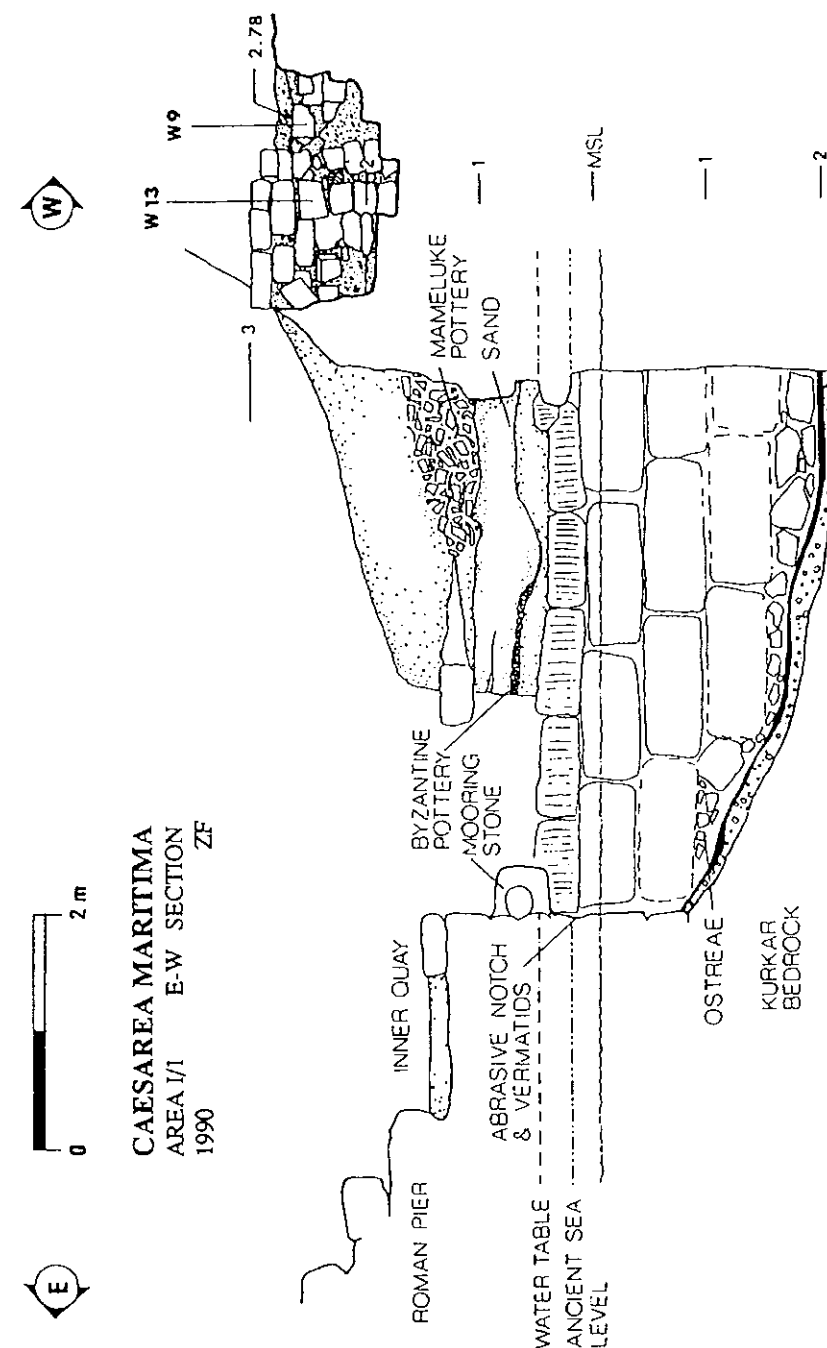 E
W
0
2 m
CAESAREA MARITIMA
AREA I/1 E-W SECTION
1990 ZF
W13
W9
2.78
2
3
ROMAN PIER
INNER QUAY
BYZANTINE
POTTERY
MOORING
STONE
MAMELUKE
POTTERY
SAND
1
MSL
1
2
ABRASIVE NOTCH
& VERMATIDS
WATER TABLE
ANCIENT SEA
LEVEL
OSTREAE
KURKAR
BEDROCK